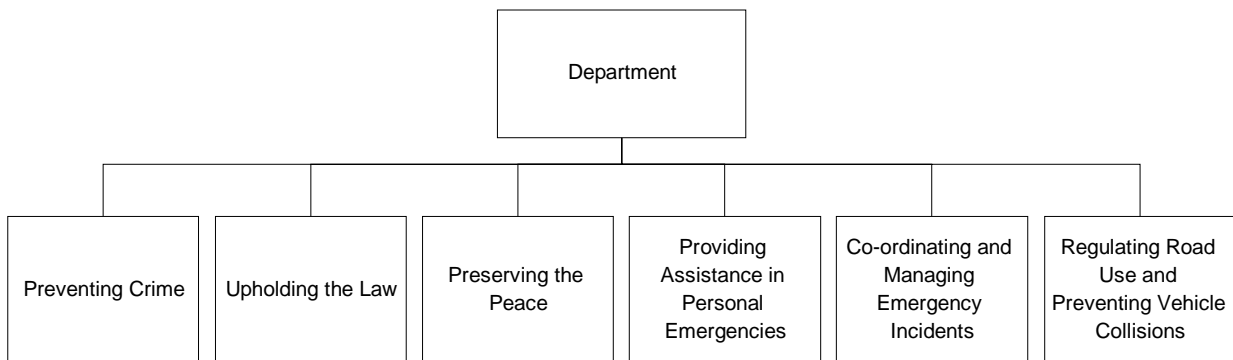 Department
Preventing Crime
Upholding the Law
Preserving the
Peace
Providing
Assistance in
Personal
Emergencies
Co-ordinating and
Managing
Emergency
Incidents
Regulating Road
Use and
Preventing Vehicle
Collisions